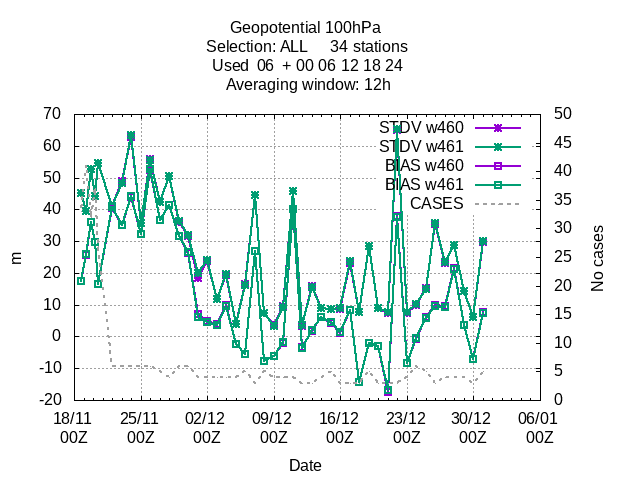 Geopotential 100hPa
Selection: ALL 34 stations
Used 06 + 00 06 12 18 24
Averaging window: 12h
70
60
50
40
30
20
10
0
-10
-20
m
50
45
40
35
30
25
20
15
10
5
0
No cases
STDV w460
STDV w461
BIAS w460
BIAS w461
CASES
18/11 25/11 02/12 09/12 16/12 23/12 30/12 06/01
00Z 00Z 00Z 00Z 00Z 00Z 00Z 00Z
Date